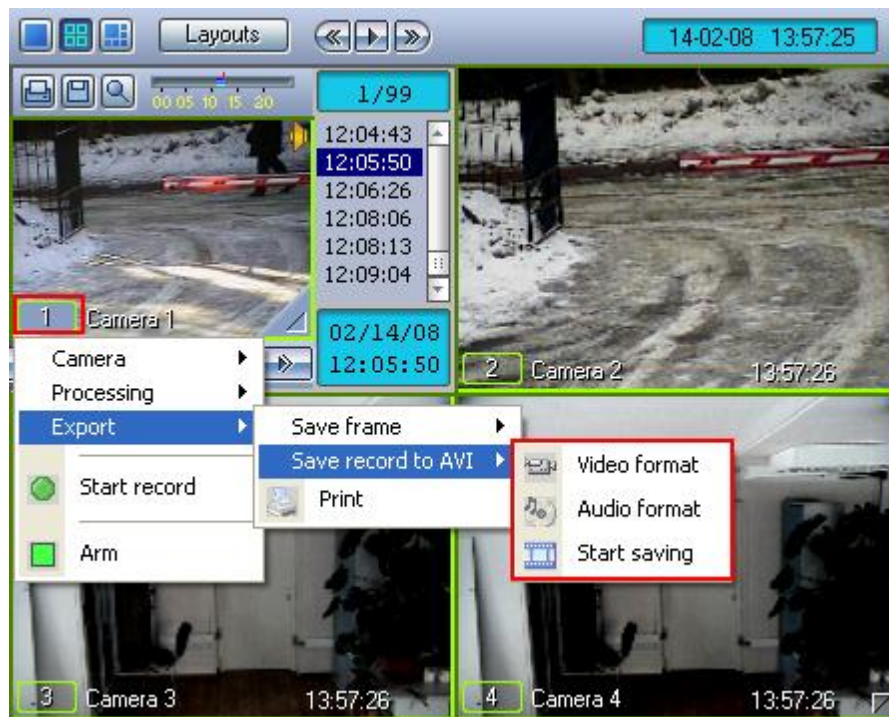 Layouts
14-02-08 13:57:25
00 05 10 15 20
1/99
12:04:43
12:05:50
12:06:26
12:08:06
12:08:13
12:09:04
1 Camera 1
02/14/08
12:05:50
2 Camera 2 13:57:26
Camera
Processing
Export
Start record
Arm
Save frame
Save record to AVI
Print
Video format
Audio format
Start saving
3 Camera 3 13:57:26
4 Camera 4 13:57:26